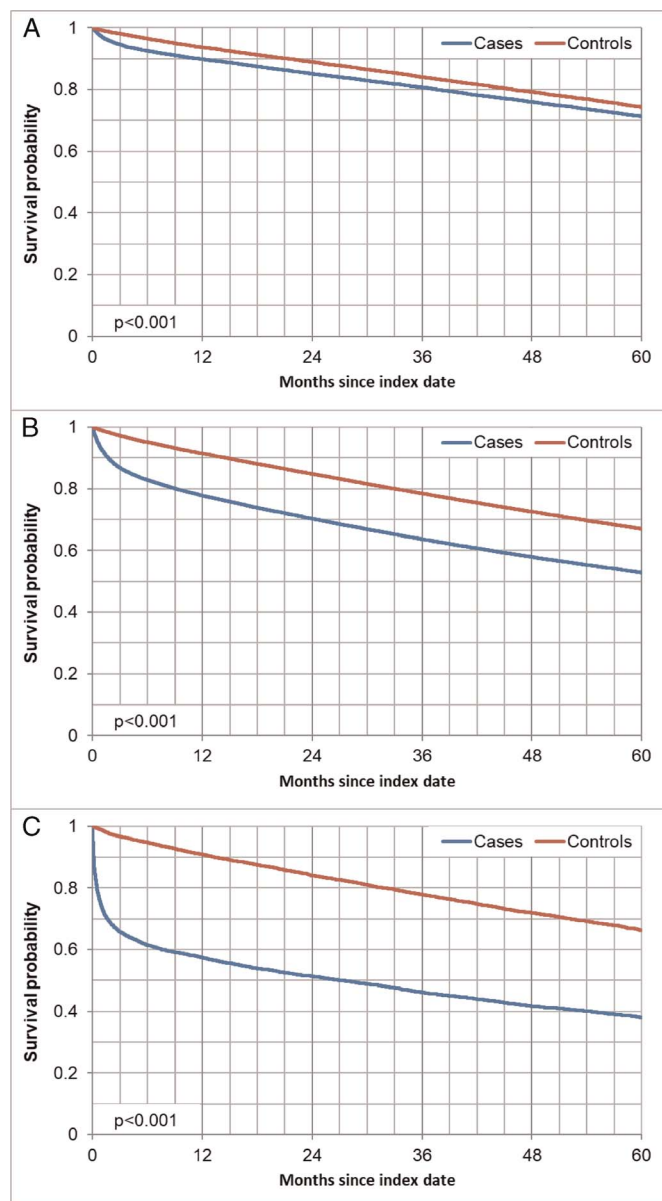 A
Cases Controls
Survival probability
1
0.8
0.6
0.4
0.2
0
p<0.001
0 12 24 36 48 60
Months since index date
B
Cases Controls
Survival probability
1
0.8
0.6
0.4
0.2
0
p<0.001
0 12 24 36 48 60
Months since index date
C
Cases Controls
Survival probability
1
0.8
0.6
0.4
0.2
0
p<0.001
0 12 24 36 48 60
Months since index date